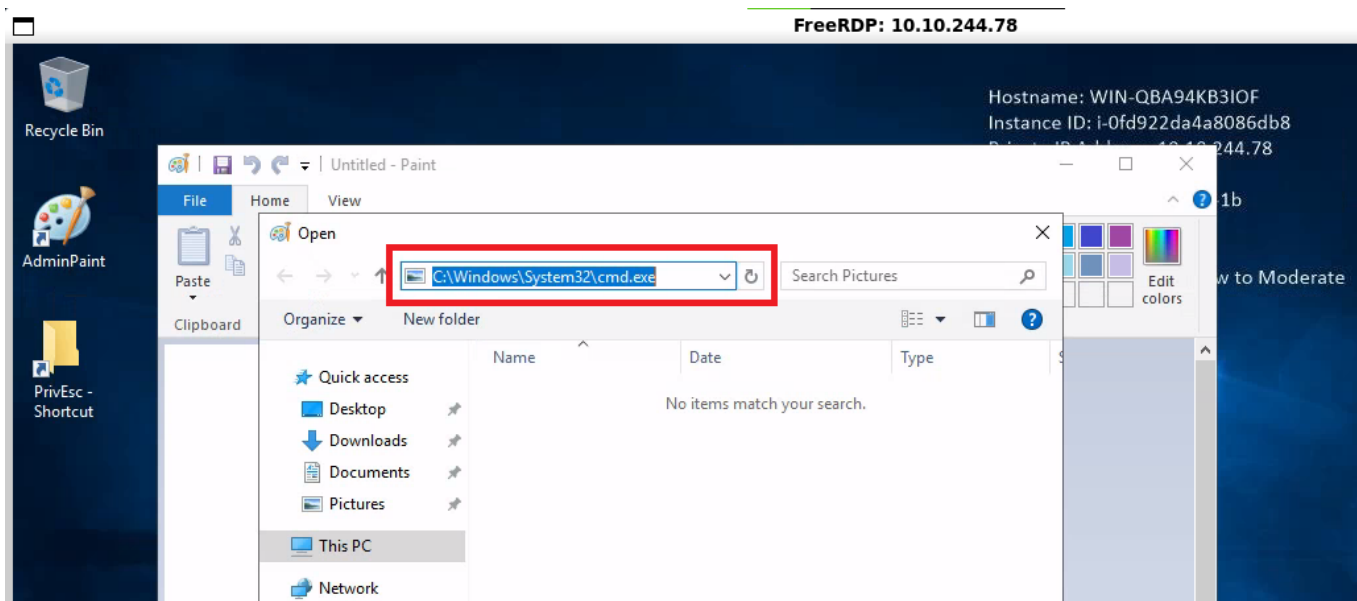 FreeRDP: 10.10.244.78
Recycle Bin
Hostname: WIN-QBA94KB3IOF
Instance ID: i-0fd922da4a8086db8
244.78
Untitled - Paint
File Home View
1b
AdminPaint
Open
Paste
C:\Windows\System32\cmd.exe
Search Pictures
Edit
colors
w to Moderate
Clipboard
Organize New folder
Name Date Type
Quick access
PrivEsc -
Shortcut
Desktop
No items match your search.
Downloads
Documents
Pictures
This PC
Network